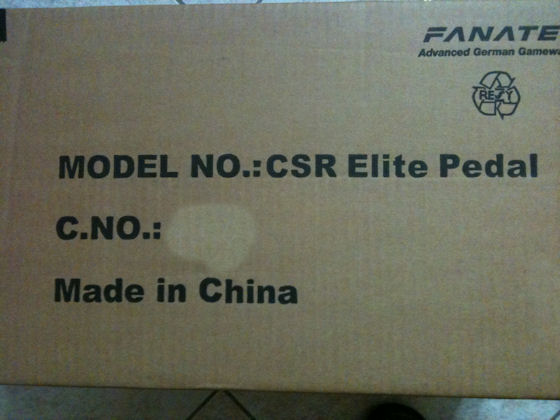 FANATE
Advanced German Gamewa
RESY
MODEL NO.:CSR Elite Pedal
C.NO.:
Made in China